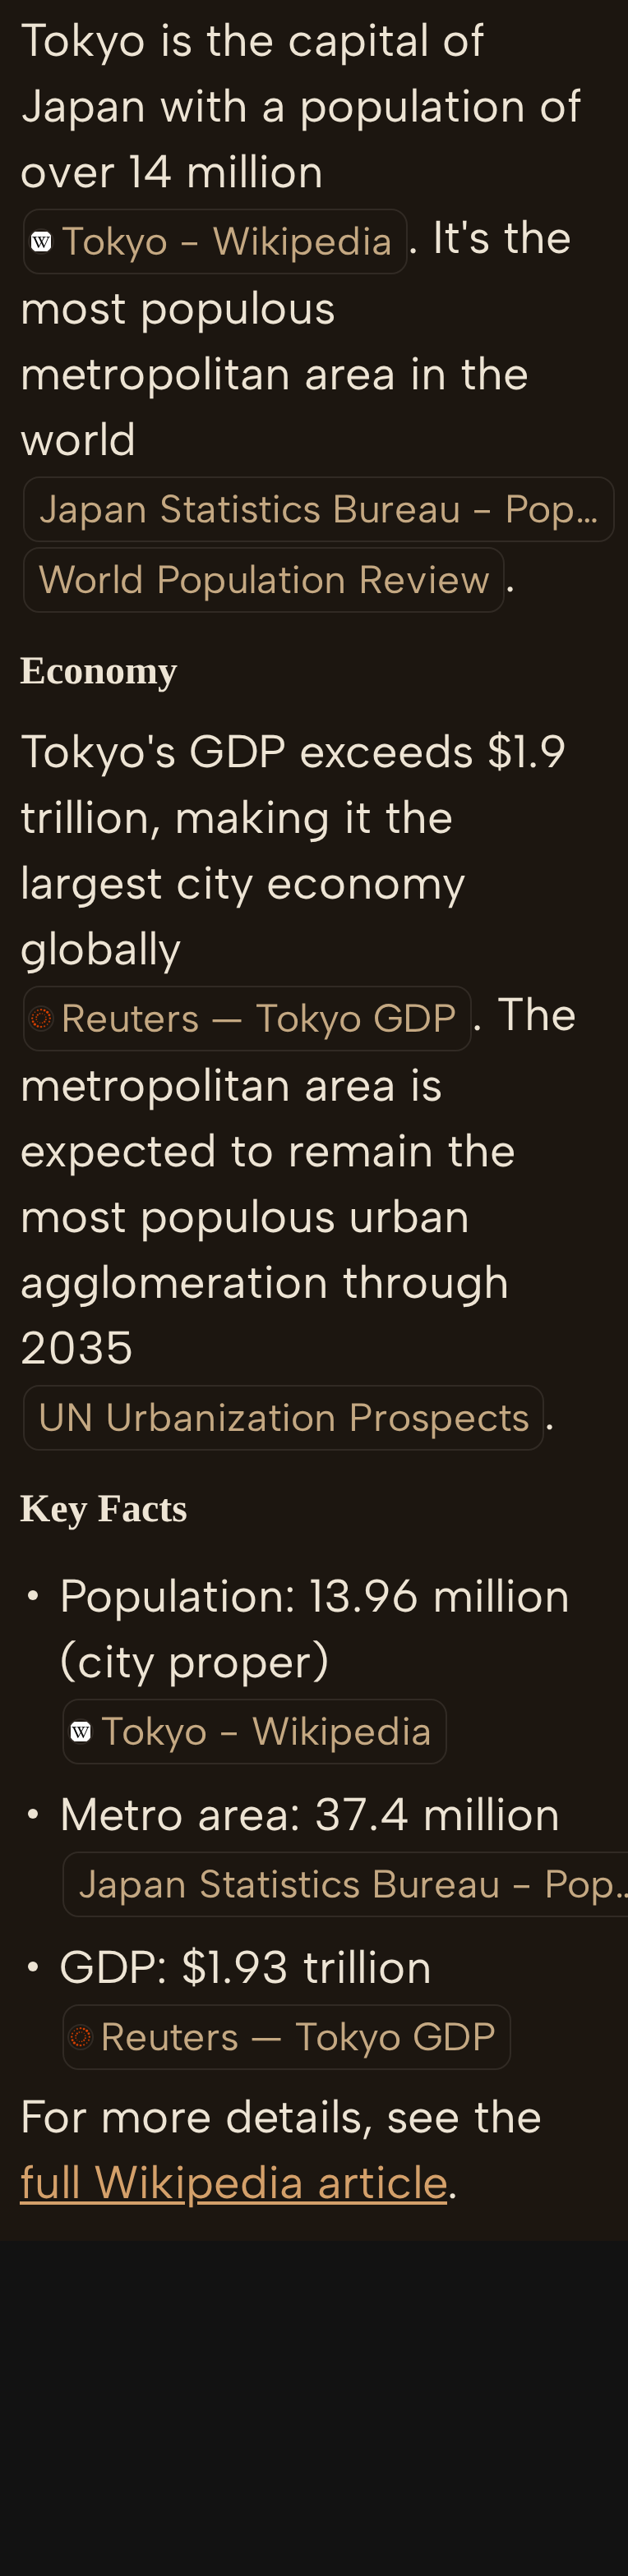 Tokyo is the capital of
Japan with a population of
over 14 million
W Tokyo – Wikipedia. It's the
most populous
metropolitan area in the
world
Japan Statistics Bureau – Pop…
World Population Review.
Economy
Tokyo's GDP exceeds $1.9
trillion, making it the
largest city economy
globally
Reuters — Tokyo GDP. The
metropolitan area is
expected to remain the
most populous urban
agglomeration through
2035
UN Urbanization Prospects.
Key Facts
• Population: 13.96 million
(city proper)
W Tokyo – Wikipedia
• Metro area: 37.4 million
Japan Statistics Bureau – Pop…
• GDP: $1.93 trillion
Reuters — Tokyo GDP
For more details, see the
full Wikipedia article.